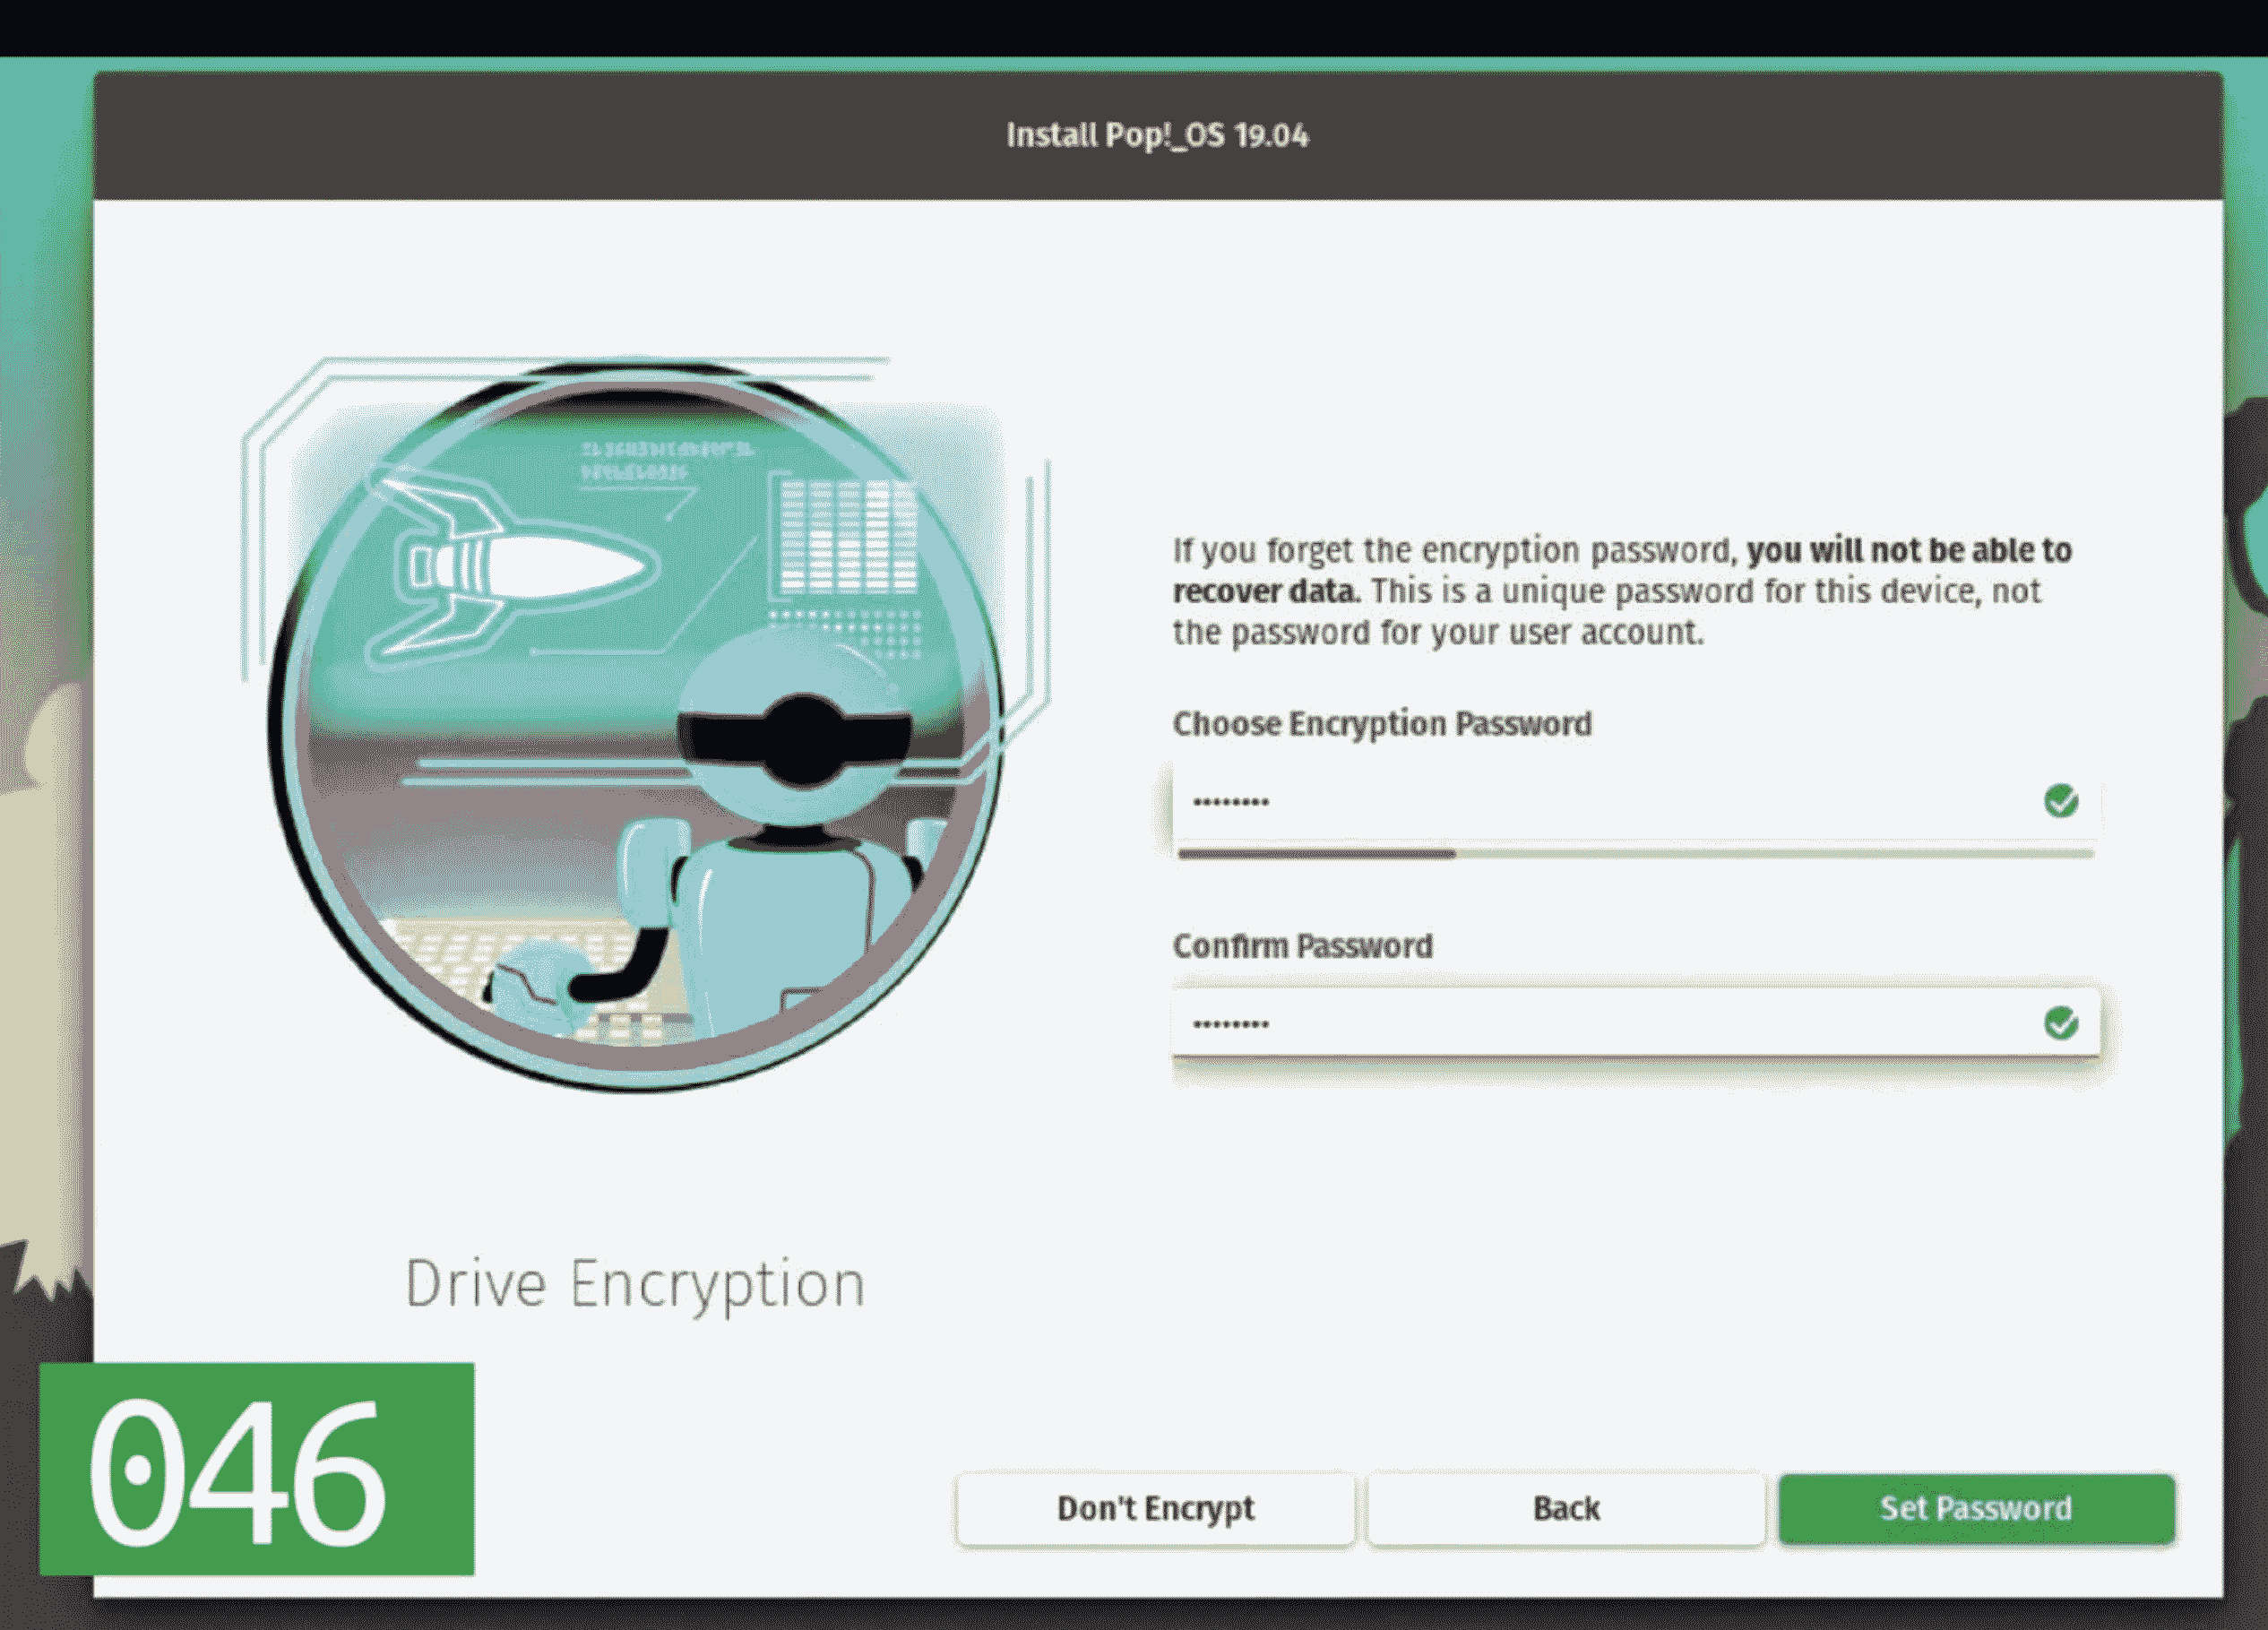 Install Pop!_OS 19.04
If you forget the encryption password, you will not be able to
recover data. This is a unique password for this device, not
the password for your user account.
Choose Encryption Password
••••••••
Confirm Password
••••••••
Drive Encryption
046
Don't Encrypt
Back
Set Password